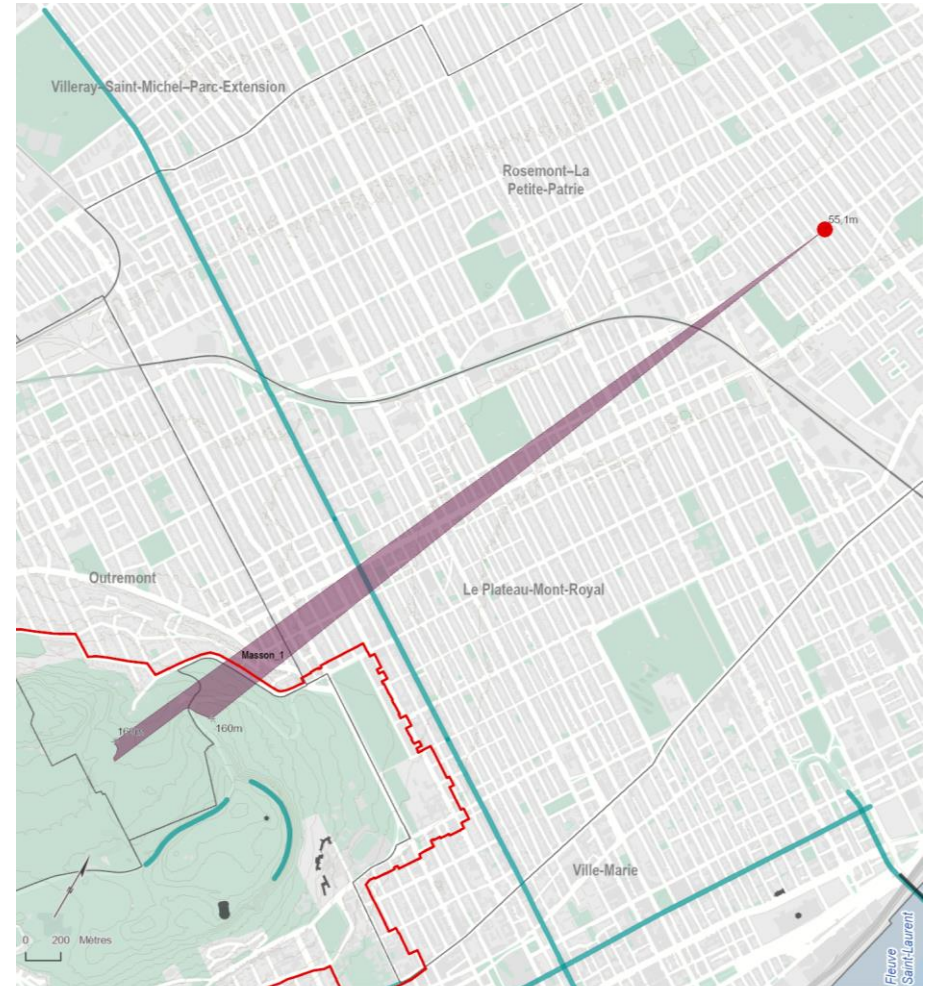 Villeray–Saint-Michel–Parc-Extension
Rosemont–La
Petite-Patrie
55,1m
Outremont
Le Plateau-Mont-Royal
Masson_1
160m
Ville-Marie
0 200 Mètres
Fleuve
Saint-Laurent